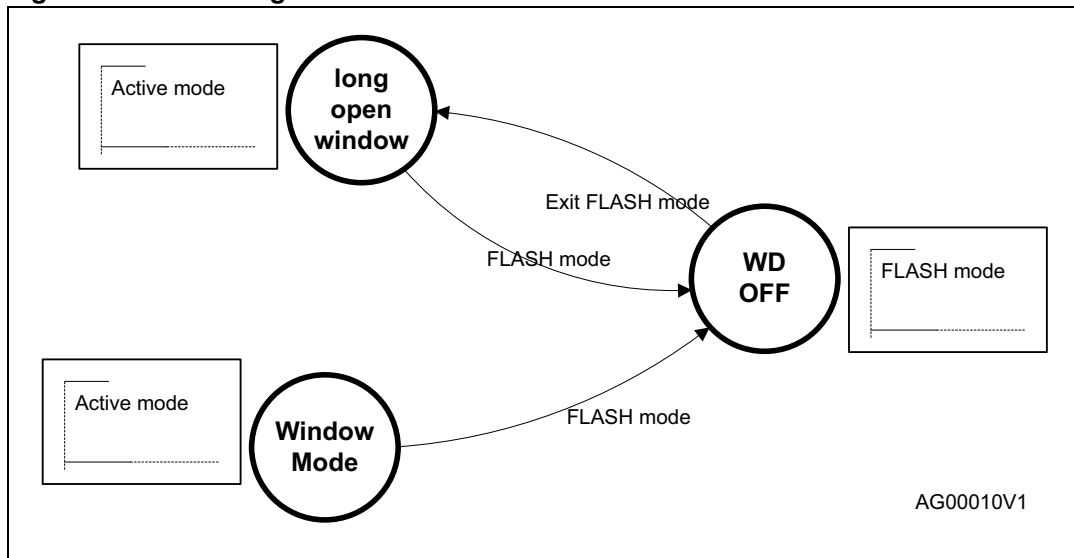 Active mode
long
open
window
Exit FLASH mode
FLASH mode
WD
OFF
FLASH mode
Active mode
Window
Mode
FLASH mode
AG00010V1